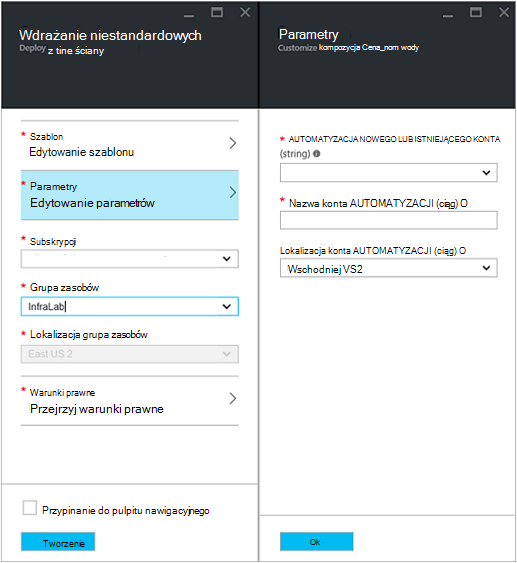 Wdrażanie niestandardowych
Deploy z tine ściany
* Szablon
Edytowanie szablonu
* Parametry
Edytowanie parametrów
* Subskrypcji
* Grupa zasobów
InfraLab
* Lokalizacja grupa zasobów
East US 2
* Warunki prawne
Przejrzyj warunki prawne
Przypinanie do pulpitu nawigacyjnego
Tworzenie
Parametry
Customize kompozycja Cena_nom wody
* AUTOMATYZACJA NOWEGO LUB ISTNIEJĄCEGO KONTA
(string)
* Nazwa konta AUTOMATYZACJI (ciąg) O
Lokalizacja konta AUTOMATYZACJI (ciąg) O
Wschodniej VS2
Ok